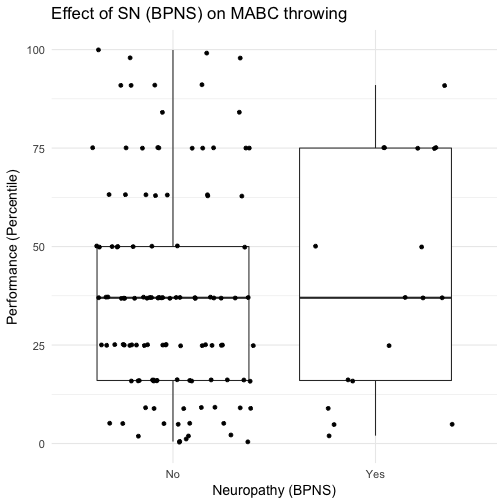 Effect of SN (BPNS) on MABC throwing
Performance (Percentile)
100
75
50
25
0
No
Yes
Neuropathy (BPNS)